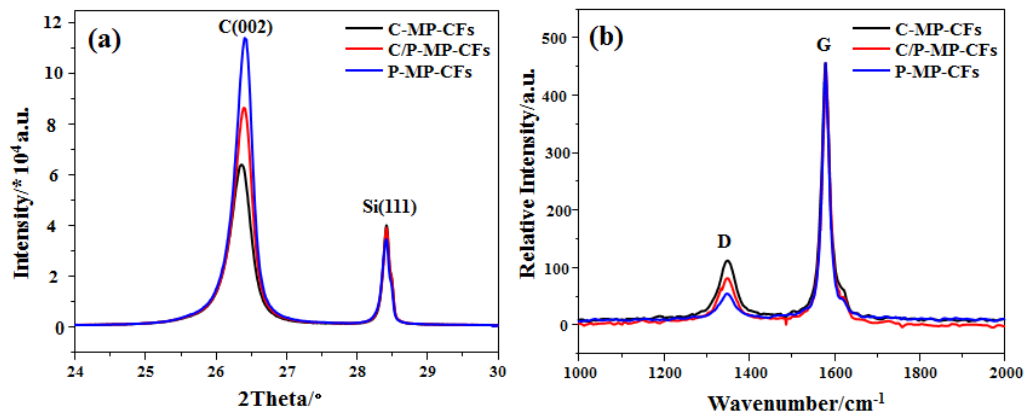 (a)
C(002)
Si(111)
C-MP-CFs
C/P-MP-CFs
P-MP-CFs
12
10
8
6
4
2
0
Intensity/* 10⁴ a.u.
24 25 26 27 28 29 30
2Theta/°
(b)
G
D
C-MP-CFs
C/P-MP-CFs
P-MP-CFs
500
400
300
200
100
0
Relative Intensity/a.u.
1000 1200 1400 1600 1800 2000
Wavenumber/cm⁻¹